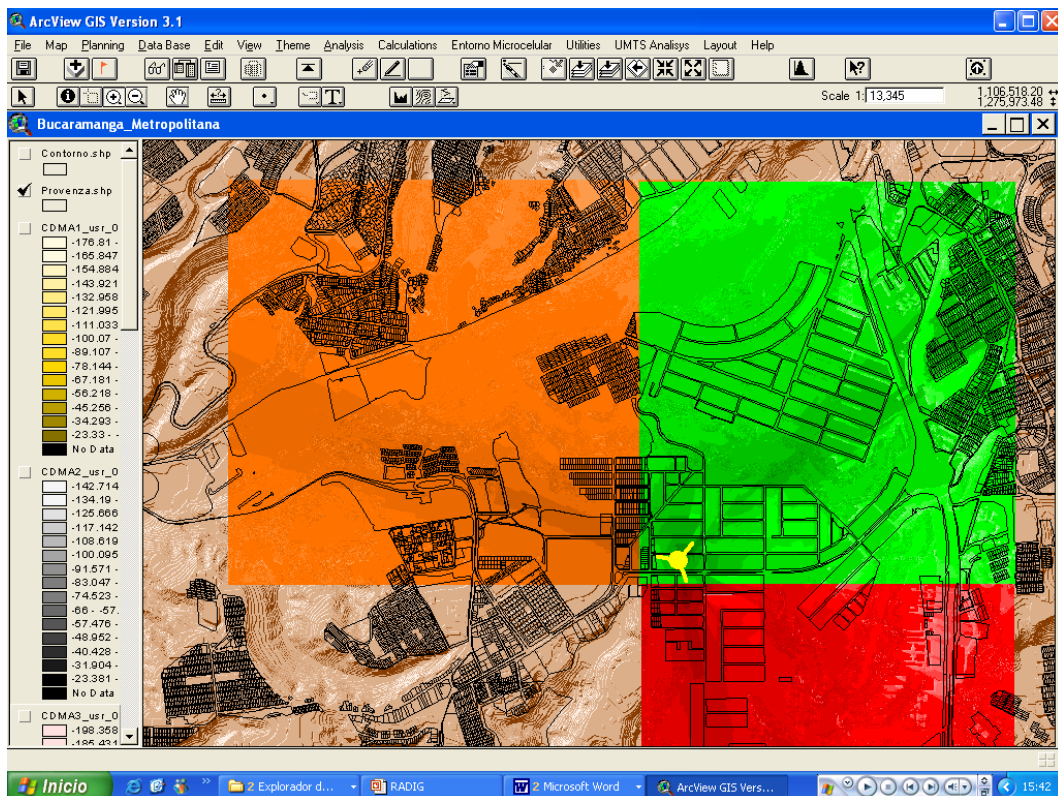 ArcView GIS Version 3.1
File Map Planning Data Base Edit View Theme Analysis Calculations Entorno Microcelular Utilities UMTS Analisys Layout Help
Scale 1: 13,345
1,106,518.20
1,275,973.48
Bucaramanga_Metropolitana
Contorno.shp
Provenza.shp
CDMA1_usr_0
-176.81 -
-165.847
-154.884
-143.921
-132.958
-121.995
-111.033
-100.07 -
-89.107 -
-78.144 -
-67.181 -
-56.218 -
-45.256 -
-34.293 -
-23.33 - -
No Data
CDMA2_usr_0
-142.714
-134.19 -
-125.666
-117.142
-108.619
-100.095
-91.571 -
-83.047 -
-74.523 -
-66 - -57.
-57.476 -
-48.952 -
-40.428 -
-31.904 -
-23.381 -
No Data
CDMA3_usr_0
-198.358
-185.431
Inicio
2 Explorador d...
RADIG
2 Microsoft Word
ArcView GIS Vers...
15:42